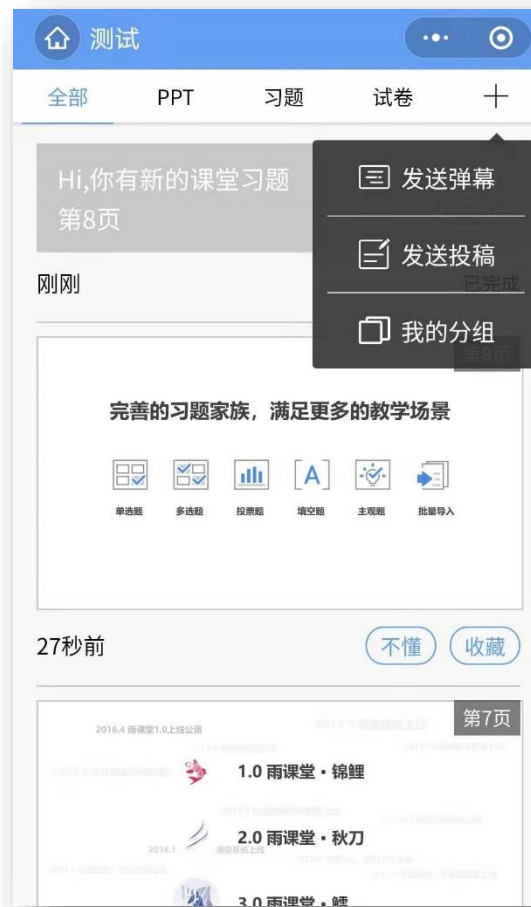 测试
全部 PPT 习题 试卷
Hi,你有新的课堂习题
第8页
发送弹幕
发送投稿
我的分组
刚刚 已完成
完善的习题家族，满足更多的教学场景
单选题 多选题 投票题 填空题 主观题 批量导入
27秒前 不懂 收藏
第7页
2016.4 雨课堂1.0上线公测
1.0 雨课堂·锦鲤
2.0 雨课堂·秋刀
2016.1
3.0 雨课堂·鳕